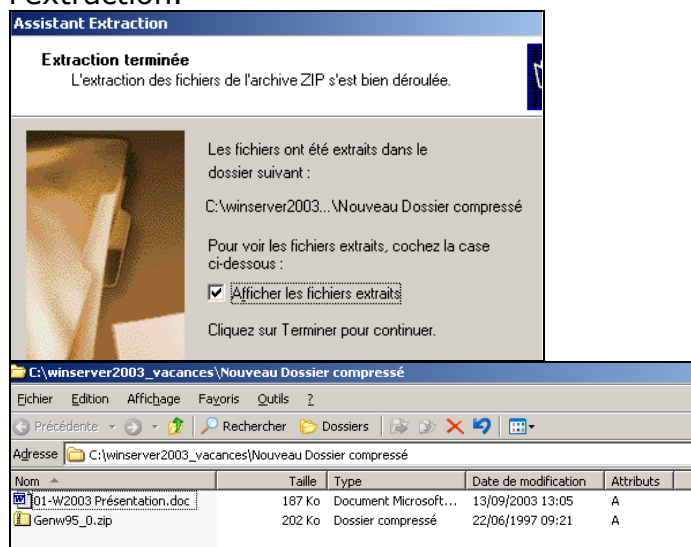 l'extraction.
Assistant Extraction
Extraction terminée
L'extraction des fichiers de l'archive ZIP s'est bien déroulée.
Les fichiers ont été extraits dans le
dossier suivant :
C:\winserver2003...\Nouveau Dossier compressé
Pour voir les fichiers extraits, cochez la case
ci-dessous :
Afficher les fichiers extraits
Cliquez sur Terminer pour continuer.
C:\winserver2003_vacances\Nouveau Dossier compressé
Eichier Edition Affichage Favoris Outils ?
Précédente Rechercher Dossiers
Adresse C:\winserver2003_vacances\Nouveau Dossier compressé
Nom Taille Type Date de modification Attributs
01-W2003 Présentation.doc 187 Ko Document Microsoft... 13/09/2003 13:05 A
Genw95_0.zip 202 Ko Dossier compressé 22/06/1997 09:21 A